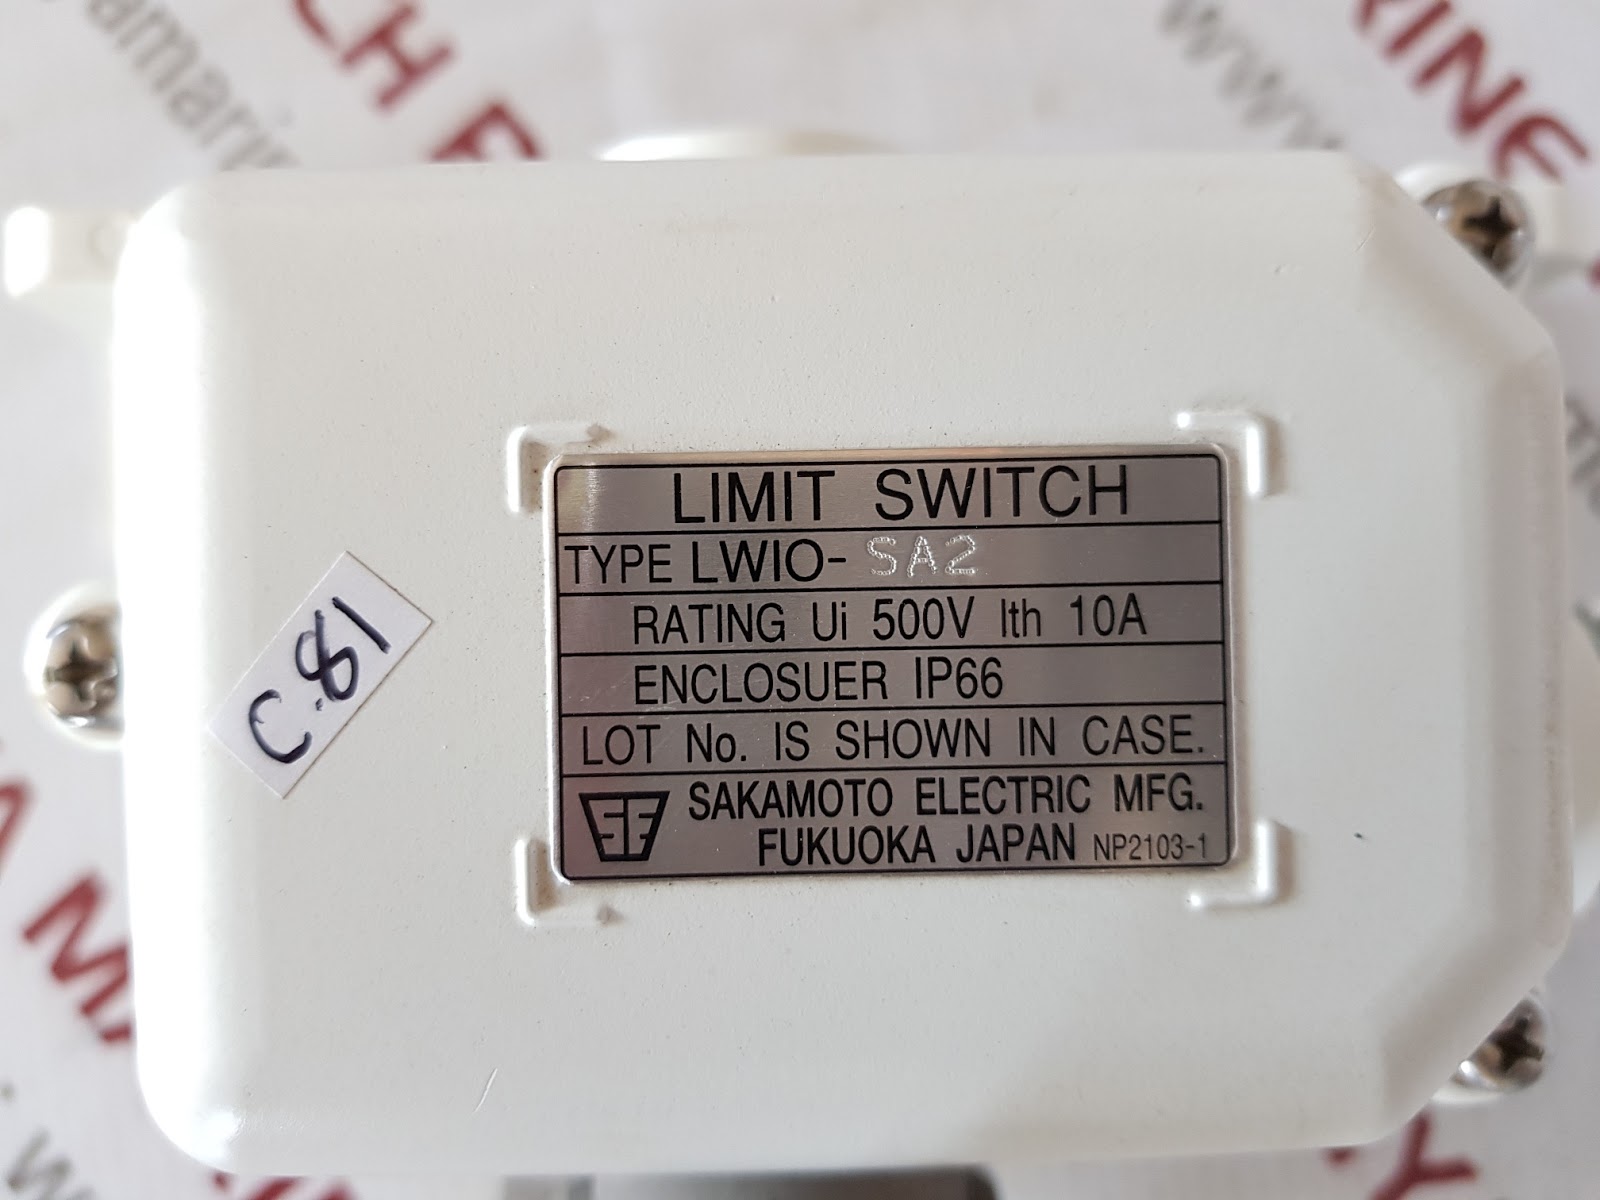 LIMIT SWITCH
TYPE LWIO- SA2
RATING Ui 500V Ith 10A
ENCLOSUER IP66
LOT No. IS SHOWN IN CASE.
SAKAMOTO ELECTRIC MFG.
FUKUOKA JAPAN NP2103-1